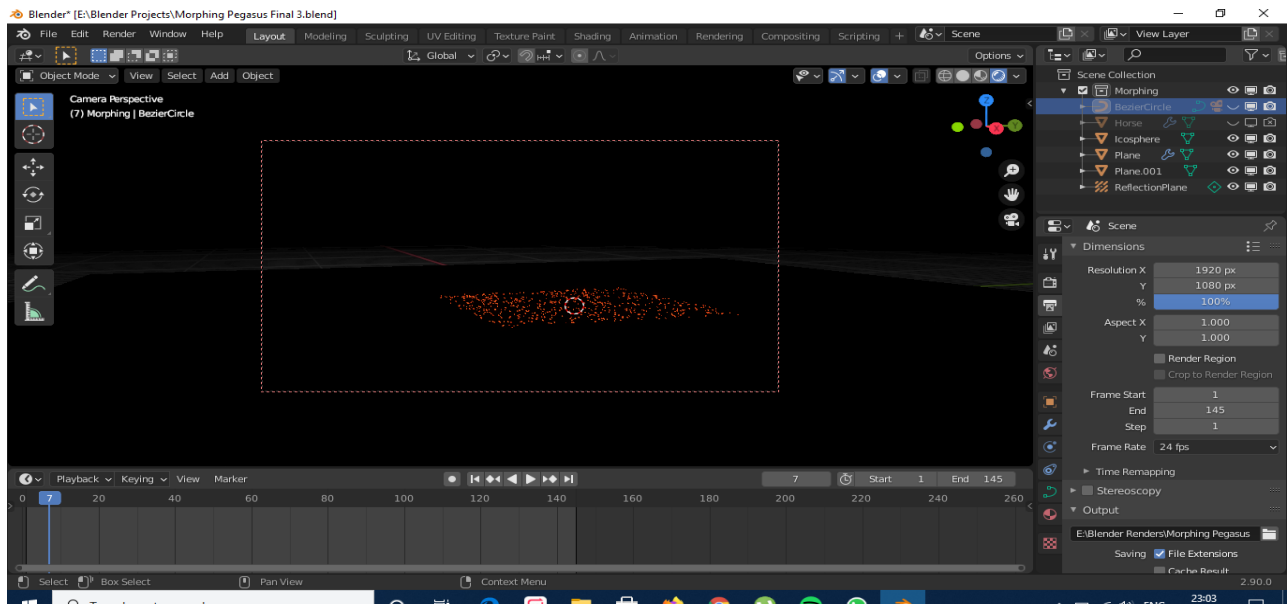 Blender* [E:\Blender Projects\Morphing Pegasus Final 3.blend]
File Edit Render Window Help Layout Modeling Sculpting UV Editing Texture Paint Shading Animation Rendering Compositing Scripting + Scene View Layer
Global Options
Object Mode View Select Add Object
Camera Perspective
(7) Morphing | BezierCircle
Z
X
Y
Scene Collection
Morphing
BezierCircle
Horse
Icosphere
Plane
Plane.001
ReflectionPlane
Scene
Dimensions
Resolution X 1920 px
Y 1080 px
% 100%
Aspect X 1.000
Y 1.000
Render Region
Crop to Render Region
Frame Start 1
End 145
Step 1
Frame Rate 24 fps
Time Remapping
Stereoscopy
Output
E:\Blender Renders\Morphing Pegasus
Saving File Extensions
Cache Result
Playback Keying View Marker 7 Start 1 End 145
0 7 20 40 60 80 100 120 140 160 180 200 220 240 260
Select Box Select Pan View Context Menu 2.90.0
23:03